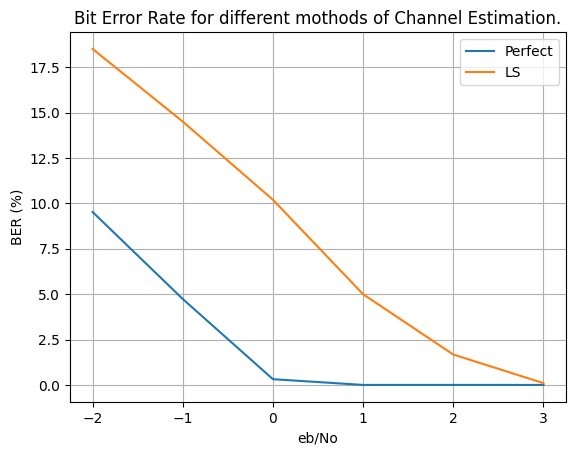 Bit Error Rate for different mothods of Channel Estimation.
Perfect
LS
17.5
15.0
12.5
10.0
7.5
5.0
2.5
0.0
BER (%)
−2
−1
0
1
2
3
eb/No